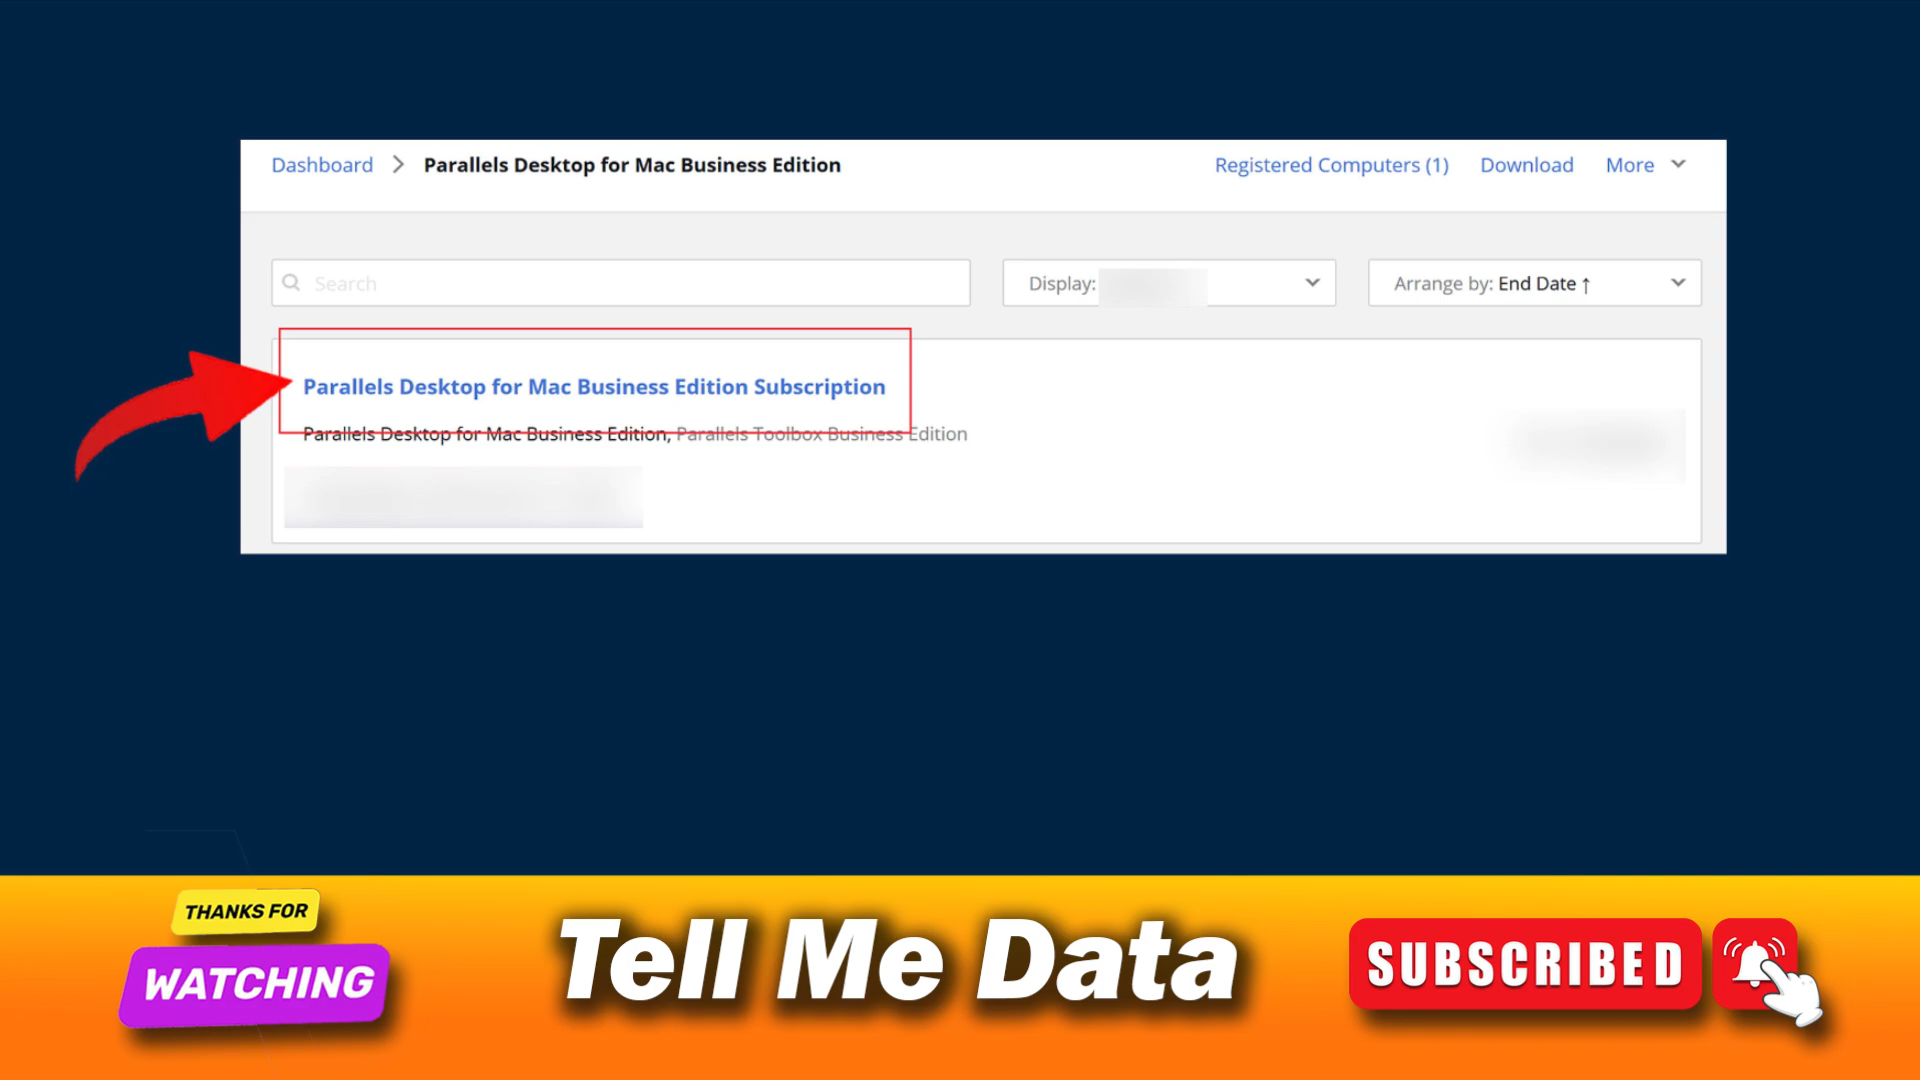 Dashboard > Parallels Desktop for Mac Business Edition Registered Computers (1) Download More
Search Display: Arrange by: End Date ↑
Parallels Desktop for Mac Business Edition Subscription
Parallels Desktop for Mac Business Edition, Parallels Toolbox Business Edition
THANKS FOR
WATCHING
Tell Me Data
SUBSCRIBED